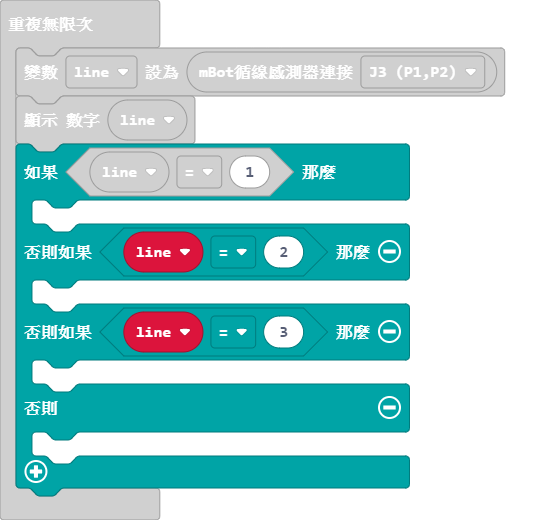 重複無限次
變數 line 設為 mBot循線感測器連接 J3 (P1,P2)
顯示 數字 line
如果 line = 1 那麼
否則如果 line = 2 那麼
否則如果 line = 3 那麼
否則